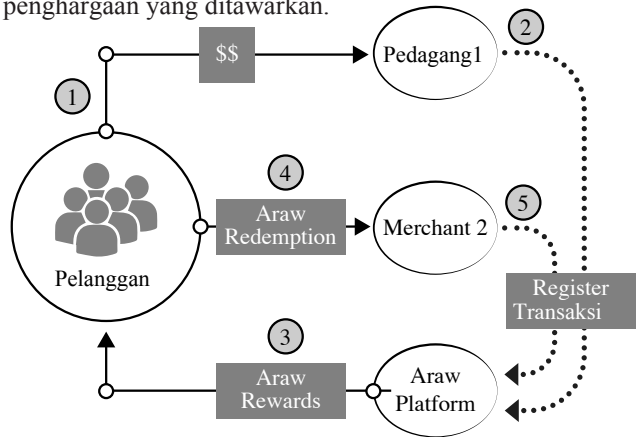 penghargaan yang ditawarkan.
$$
Pedagang1
2
1
4
Araw
Redemption
Merchant 2
5
Pelanggan
Register
Transaksi
3
Araw
Rewards
Araw
Platform